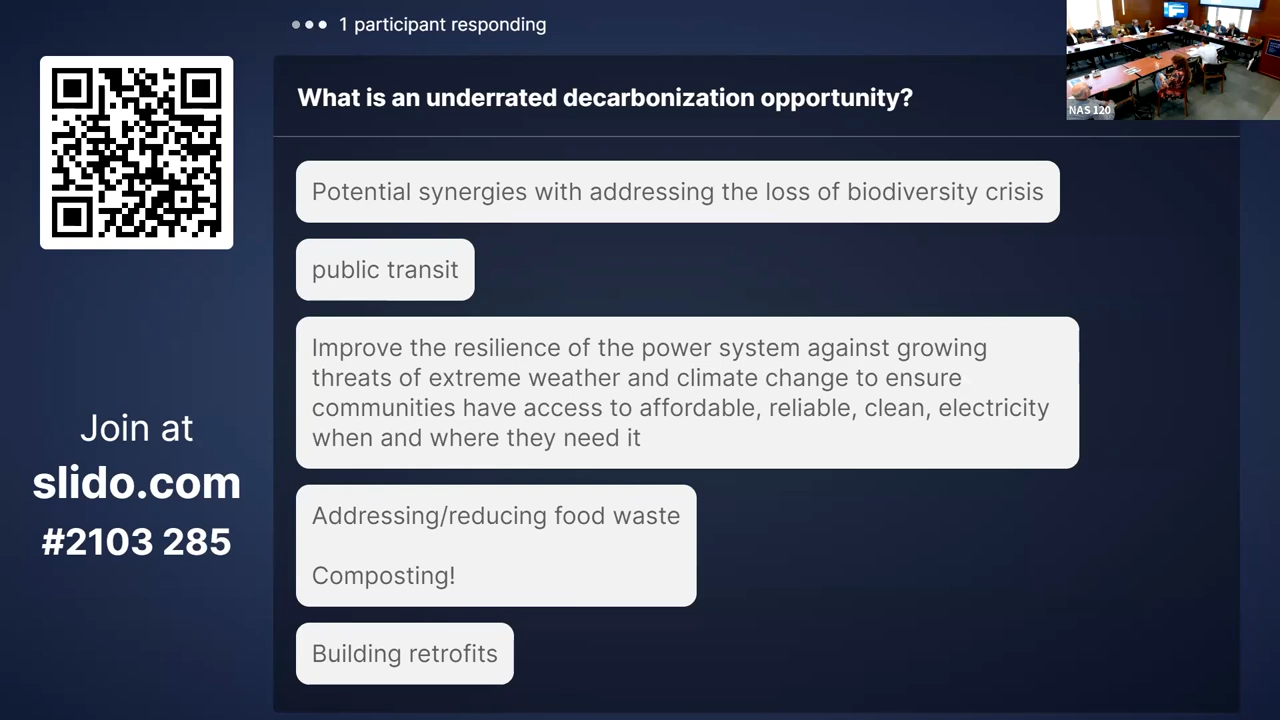 1 participant responding
What is an underrated decarbonization opportunity?
NAS 120
Potential synergies with addressing the loss of biodiversity crisis
public transit
Improve the resilience of the power system against growing
threats of extreme weather and climate change to ensure
communities have access to affordable, reliable, clean, electricity
when and where they need it
Addressing/reducing food waste
Composting!
Building retrofits
Join at
slido.com
#2103 285